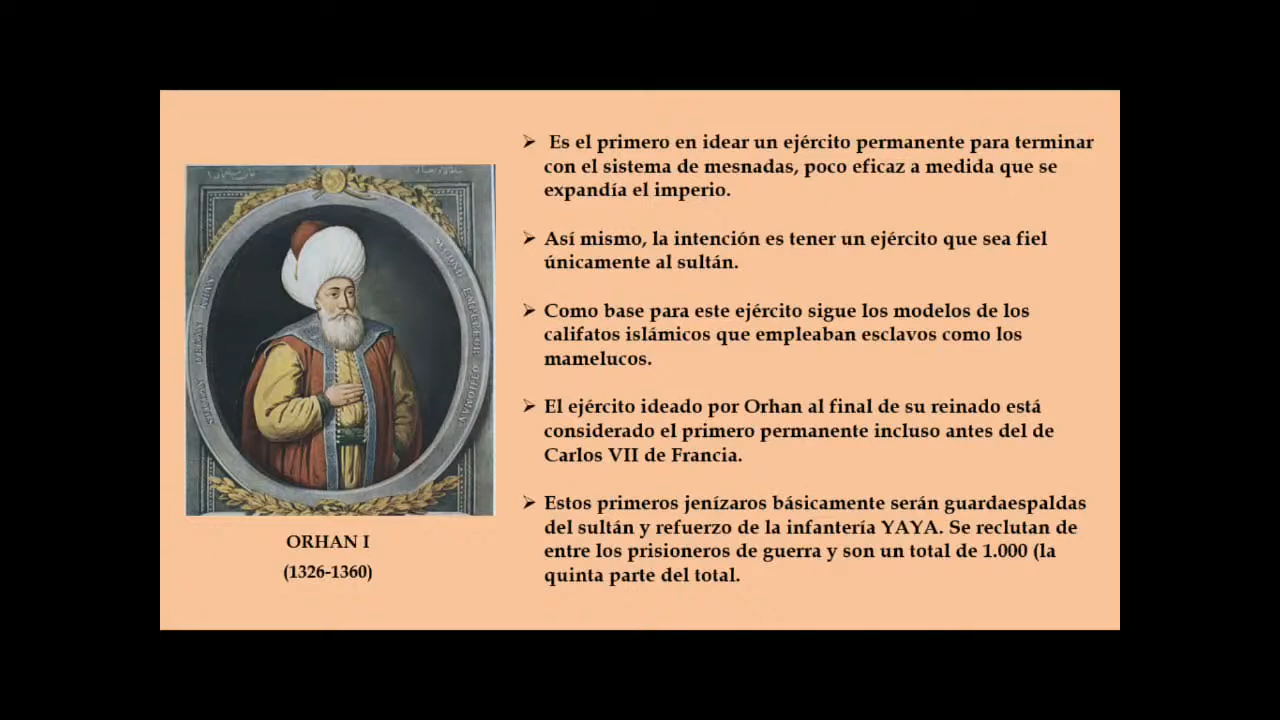 Es el primero en idear un ejército permanente para terminar
con el sistema de mesnadas, poco eficaz a medida que se
expandía el imperio.
Así mismo, la intención es tener un ejército que sea fiel
únicamente al sultán.
Como base para este ejército sigue los modelos de los
califatos islámicos que empleaban esclavos como los
mamelucos.
El ejército ideado por Orhan al final de su reinado está
considerado el primero permanente incluso antes del de
Carlos VII de Francia.
Estos primeros jenízaros básicamente serán guardaespaldas
del sultán y refuerzo de la infantería YAYA. Se reclutan de
entre los prisioneros de guerra y son un total de 1.000 (la
quinta parte del total.
SULTAN
KHAN
SECOND EMPEROR OTTOMAN
ORHAN I
(1326-1360)